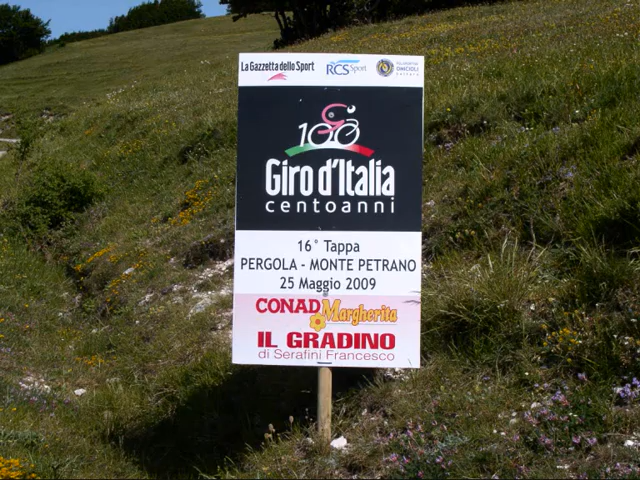 La Gazzetta dello Sport
RCS Sport
OMICIOLI
100
Giro d'Italia
centoanni
16° Tappa
PERGOLA - MONTE PETRANO
25 Maggio 2009
CONAD Margherita
IL GRADINO
di Serafini Francesco